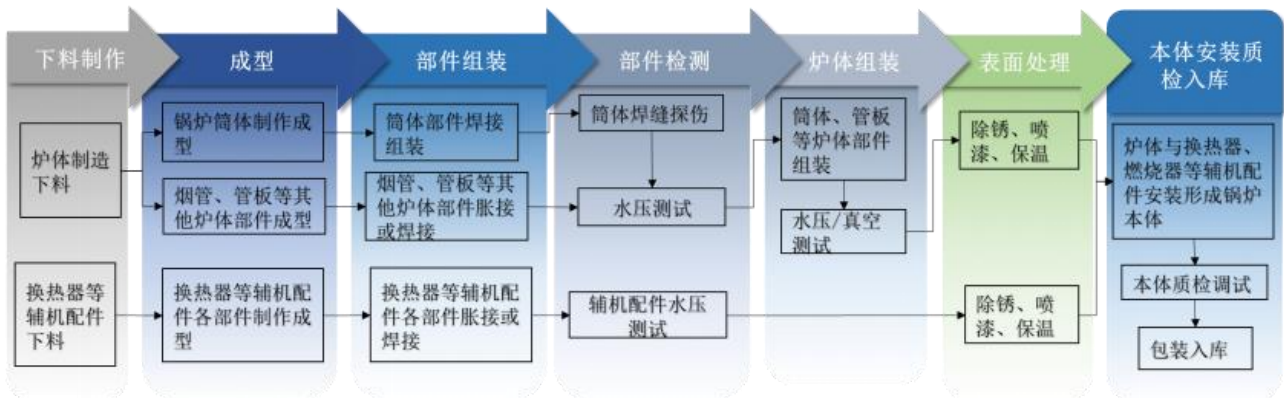 下料制作
成型
部件组装
部件检测
炉体组装
表面处理
本体安装质
检入库
炉体制造
下料
锅炉筒体制作成
型
烟管、管板等其
他炉体部件成型
筒体部件焊接
组装
烟管、管板等其
他炉体部件胀接
或焊接
筒体焊缝探伤
水压测试
筒体、管板
等炉体部件
组装
水压/真空
测试
除锈、喷
漆、保温
炉体与换热器、
燃烧器等辅机配
件安装形成锅炉
本体
本体质检调试
包装入库
换热器等
辅机配件
下料
换热器等辅机配
件各部件制作成
型
换热器等辅机配
件各部件胀接或
焊接
辅机配件水压
测试
除锈、喷
漆、保温